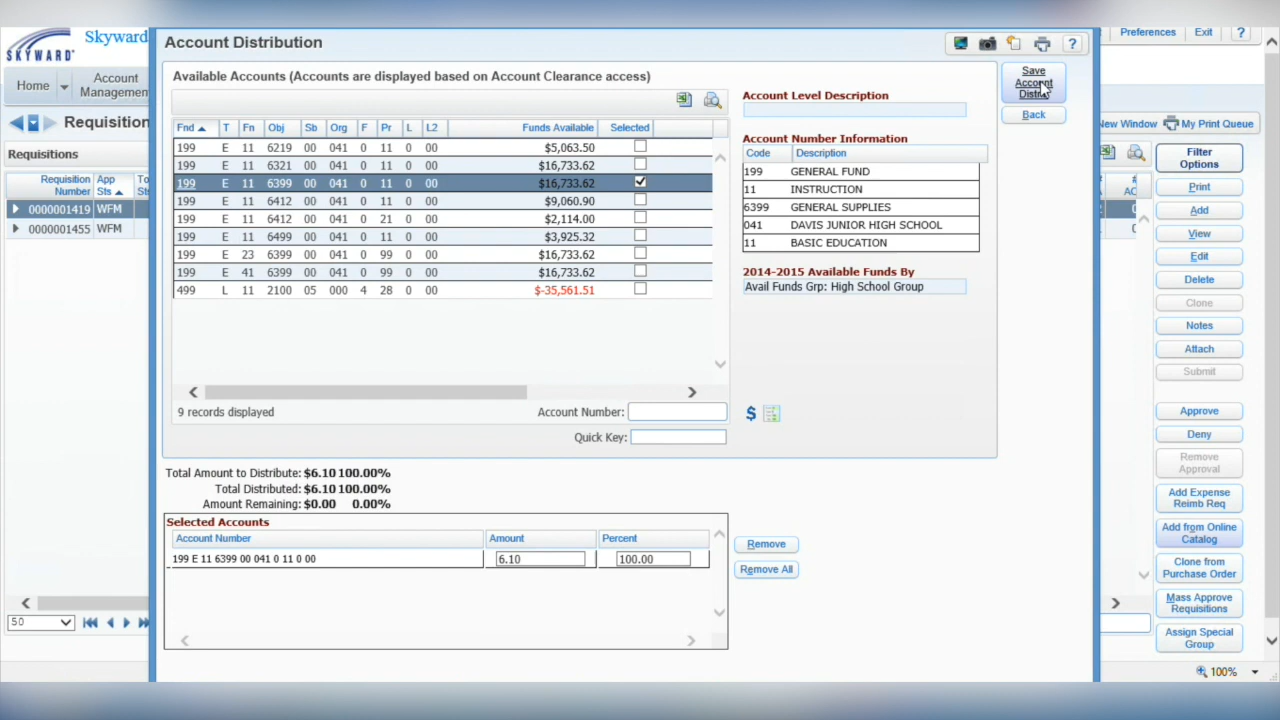 SKYWARD
Skyward
Home
Account
Managemen
Requisition
Requisitions
Requisition
Number
App
Sts
To
Sts
0000001419 WFM
0000001455 WFM
50
Account Distribution
?
Available Accounts (Accounts are displayed based on Account Clearance access)
Fnd T Fn Obj Sb Org F Pr L L2 Funds Available Selected
199 E 11 6219 00 041 0 11 0 00 $5,063.50
199 E 11 6321 00 041 0 11 0 00 $16,733.62
199 E 11 6399 00 041 0 11 0 00 $16,733.62
199 E 11 6412 00 041 0 11 0 00 $9,060.90
199 E 11 6412 00 041 0 21 0 00 $2,114.00
199 E 11 6499 00 041 0 11 0 00 $3,925.32
199 E 23 6399 00 041 0 99 0 00 $16,733.62
199 E 41 6399 00 041 0 99 0 00 $16,733.62
499 L 11 2100 05 000 4 28 0 00 $-35,561.51
9 records displayed
Account Number:
Quick Key:
Account Level Description
Account Number Information
Code Description
199 GENERAL FUND
11 INSTRUCTION
6399 GENERAL SUPPLIES
041 DAVIS JUNIOR HIGH SCHOOL
11 BASIC EDUCATION
2014-2015 Available Funds By
Avail Funds Grp: High School Group
$
Save
Account
Back
Total Amount to Distribute: $6.10 100.00%
Total Distributed: $6.10 100.00%
Amount Remaining: $0.00 0.00%
Selected Accounts
Account Number Amount Percent
199 E 11 6399 00 041 0 11 0 00 6.10 100.00
Remove
Remove All
Preferences Exit ?
New Window My Print Queue
#
AC
Filter
Options
Print
Add
View
Edit
Delete
Clone
Notes
Attach
Submit
Approve
Deny
Remove
Approval
Add Expense
Reimb Req
Add from Online
Catalog
Clone from
Purchase Order
Mass Approve
Requisitions
Assign Special
Group
100%